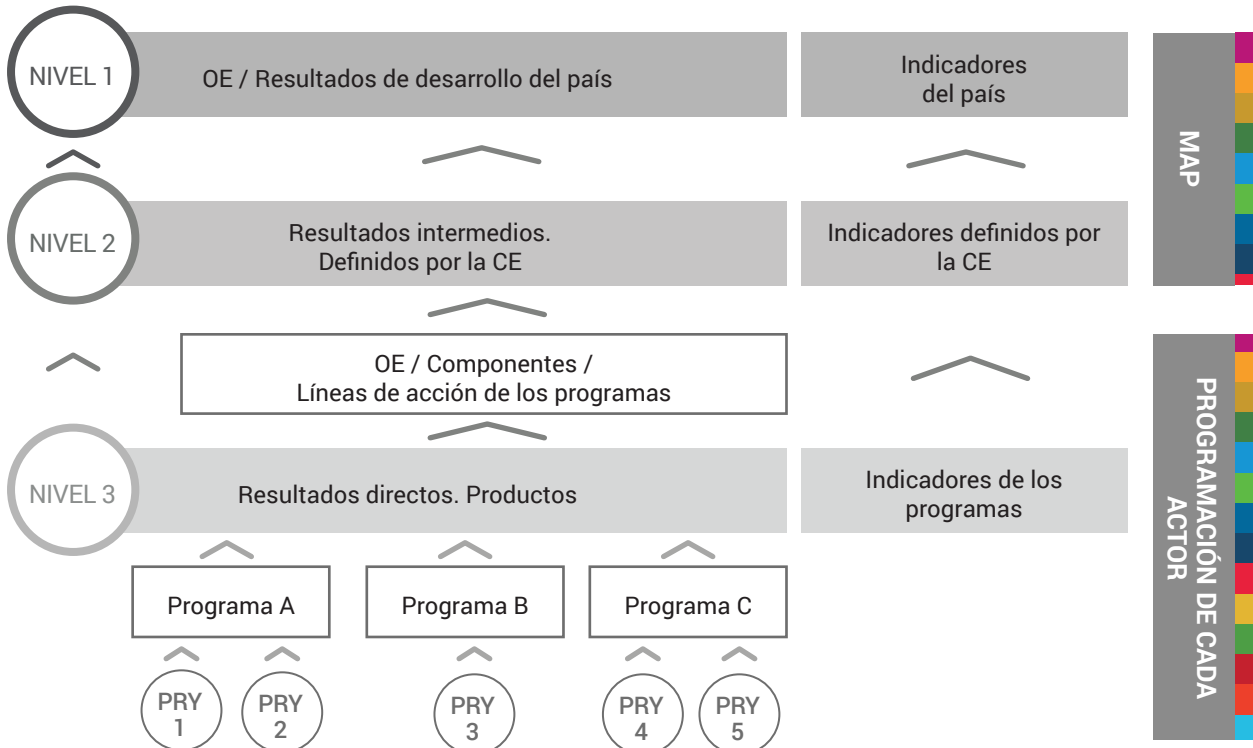 NIVEL 1
OE / Resultados de desarrollo del país
Indicadores
del país
MAP
NIVEL 2
Resultados intermedios.
Definidos por la CE
Indicadores definidos por
la CE
OE / Componentes /
Líneas de acción de los programas
PROGRAMACIÓN DE CADA
ACTOR
NIVEL 3
Resultados directos. Productos
Indicadores de los
programas
Programa A
Programa B
Programa C
PRY
1
PRY
2
PRY
3
PRY
4
PRY
5